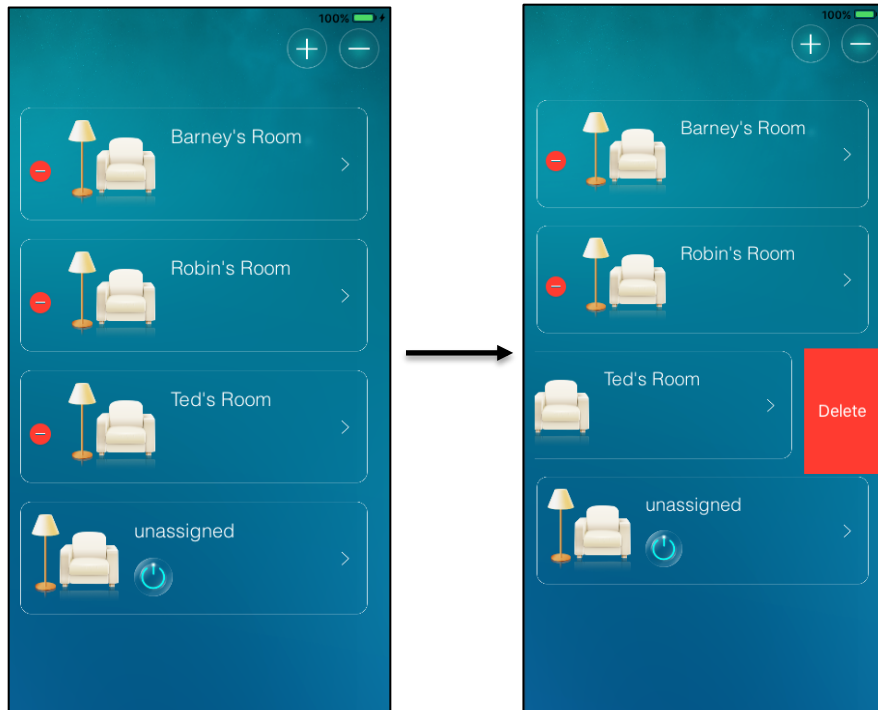 100%
Barney's Room
Robin's Room
Ted's Room
unassigned
100%
Barney's Room
Robin's Room
Ted's Room
Delete
unassigned